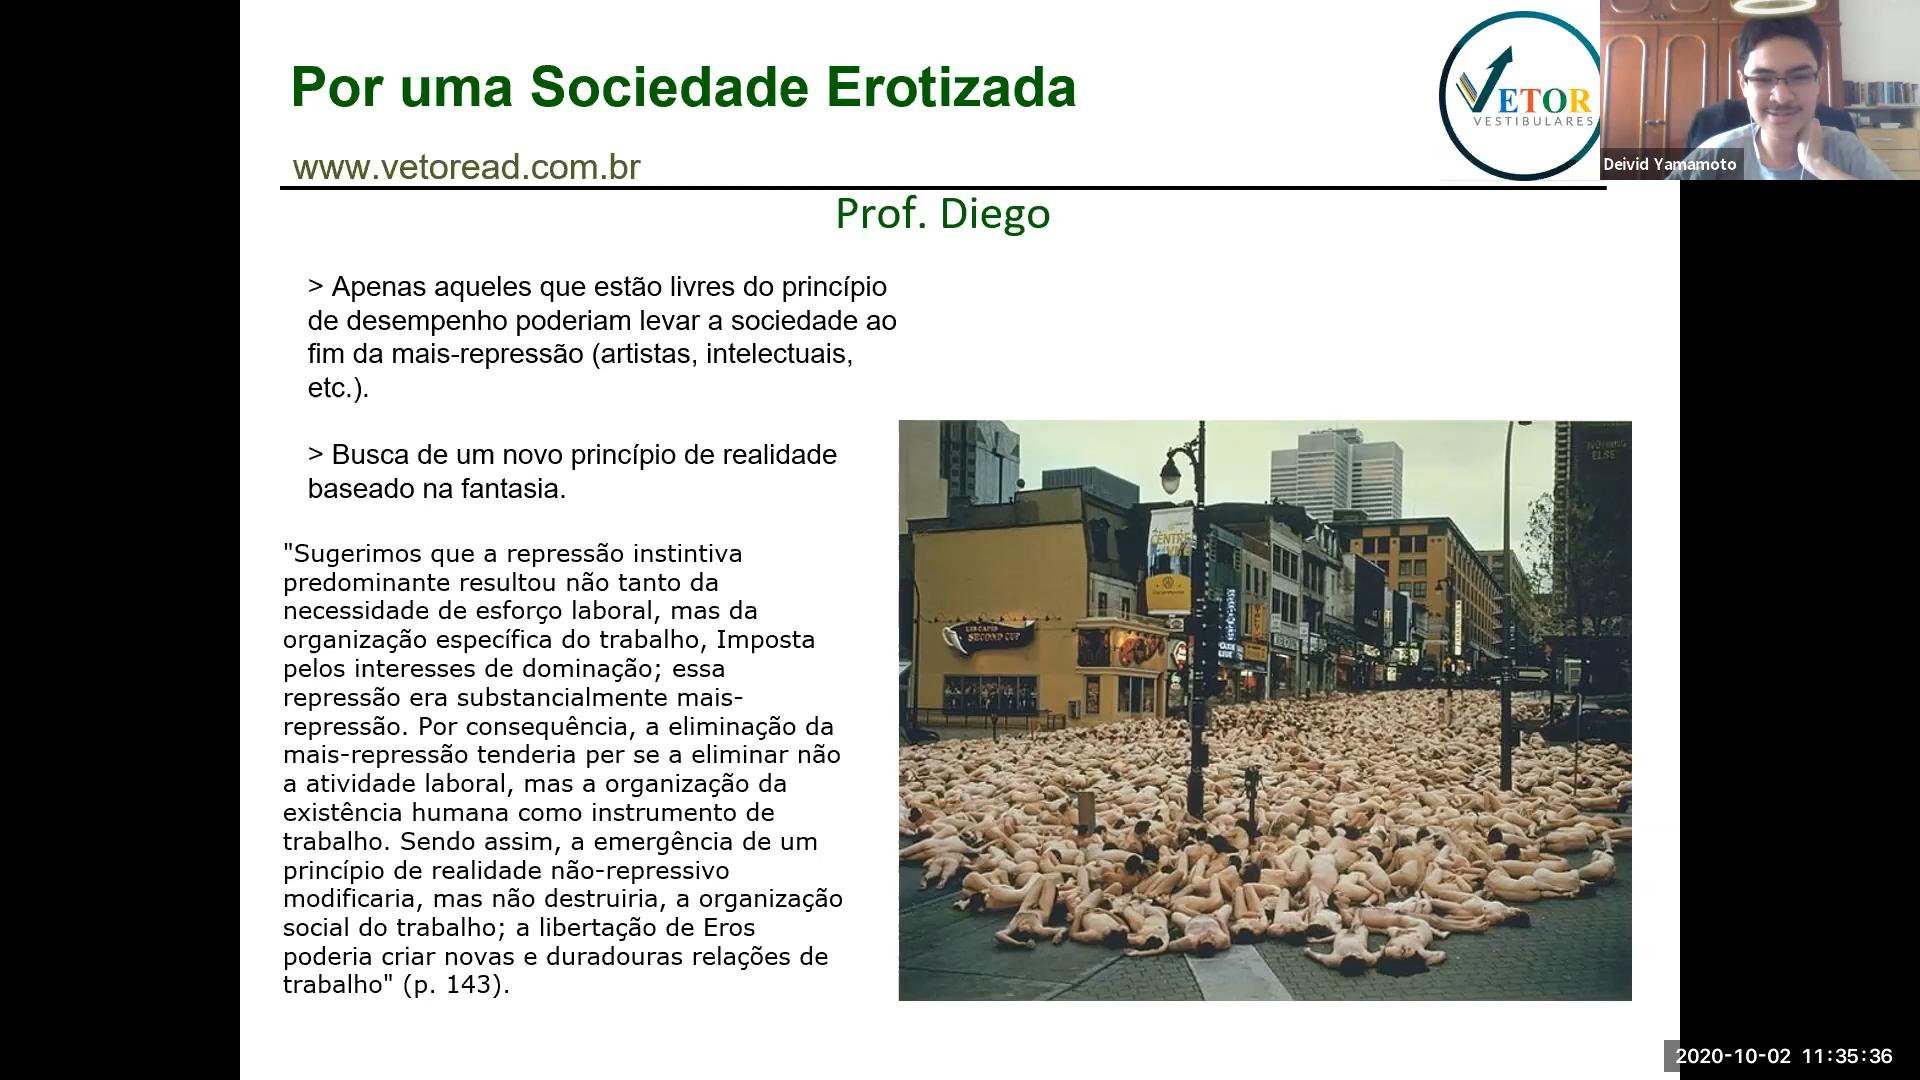 Por uma Sociedade Erotizada
www.vetoread.com.br
VETOR
VESTIBULARES
Deivid Yamamoto
Prof. Diego
> Apenas aqueles que estão livres do princípio
de desempenho poderiam levar a sociedade ao
fim da mais-repressão (artistas, intelectuais,
etc.).
> Busca de um novo princípio de realidade
baseado na fantasia.
"Sugerimos que a repressão instintiva
predominante resultou não tanto da
necessidade de esforço laboral, mas da
organização específica do trabalho, Imposta
pelos interesses de dominação; essa
repressão era substancialmente mais-
repressão. Por consequência, a eliminação da
mais-repressão tenderia per se a eliminar não
a atividade laboral, mas a organização da
existência humana como instrumento de
trabalho. Sendo assim, a emergência de um
princípio de realidade não-repressivo
modificaria, mas não destruiria, a organização
social do trabalho; a libertação de Eros
poderia criar novas e duradouras relações de
trabalho" (p. 143).
NOTHING
ELSE
CENTRE
SECOND CUP
2020-10-02 11:35:36